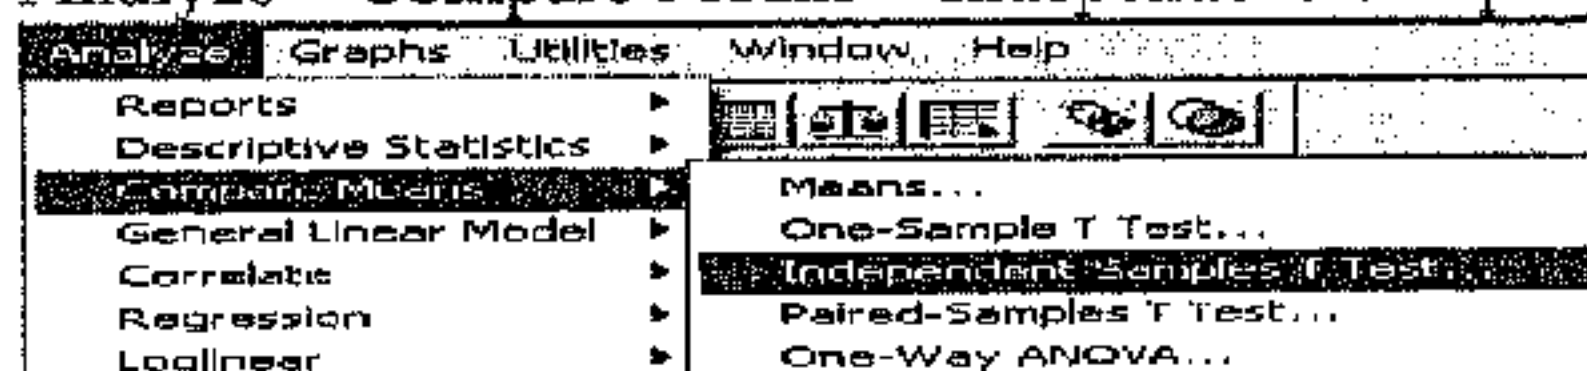 Analyze Graphs Utilities Window Help
Reports
Descriptive Statistics
Compare Means
General Linear Model
Correlate
Regression
Loglinear
Means...
One-Sample T Test...
Independent-Samples T Test...
Paired-Samples T Test...
One-Way ANOVA...